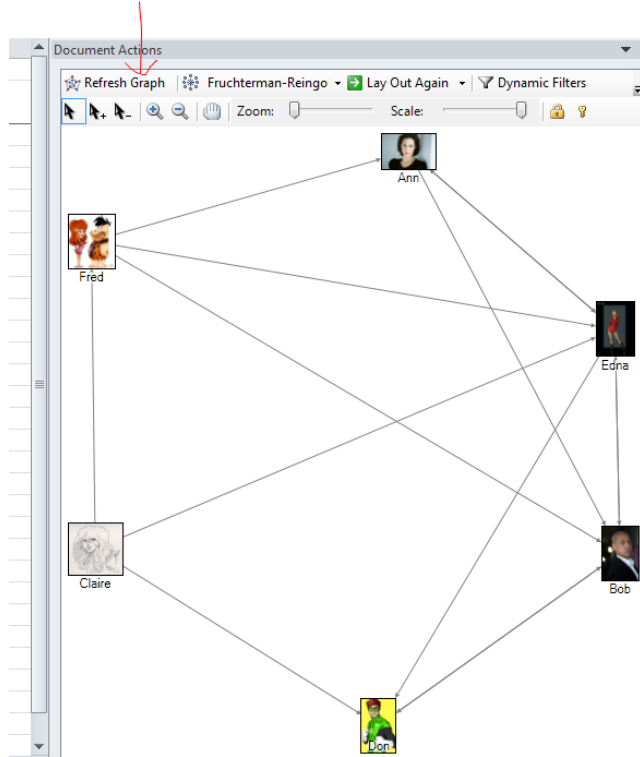 Document Actions
Refresh Graph Fruchterman-Reingo Lay Out Again Dynamic Filters
Zoom: Scale:
Ann
Fred
Edna
Claire
Bob
Don